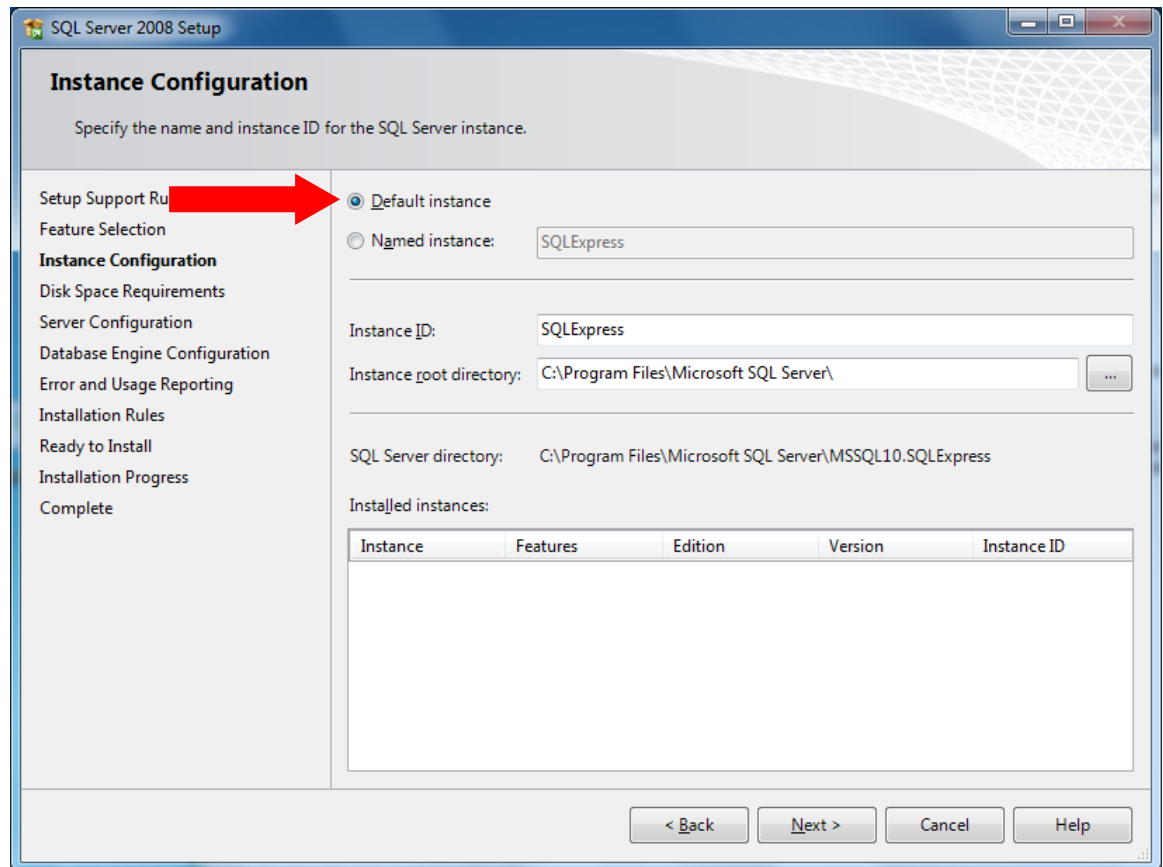 SQL Server 2008 Setup
Instance Configuration
Specify the name and instance ID for the SQL Server instance.
Setup Support
Feature Selection
Instance Configuration
Disk Space Requirements
Server Configuration
Database Engine Configuration
Error and Usage Reporting
Installation Rules
Ready to Install
Installation Progress
Complete
Default instance
Named instance: SQLExpress
Instance ID: SQLExpress
Instance root directory: C:\Program Files\Microsoft SQL Server\ ...
SQL Server directory: C:\Program Files\Microsoft SQL Server\MSSQL10.SQLExpress
Installed instances:
Instance Features Edition Version Instance ID
< Back Next > Cancel Help